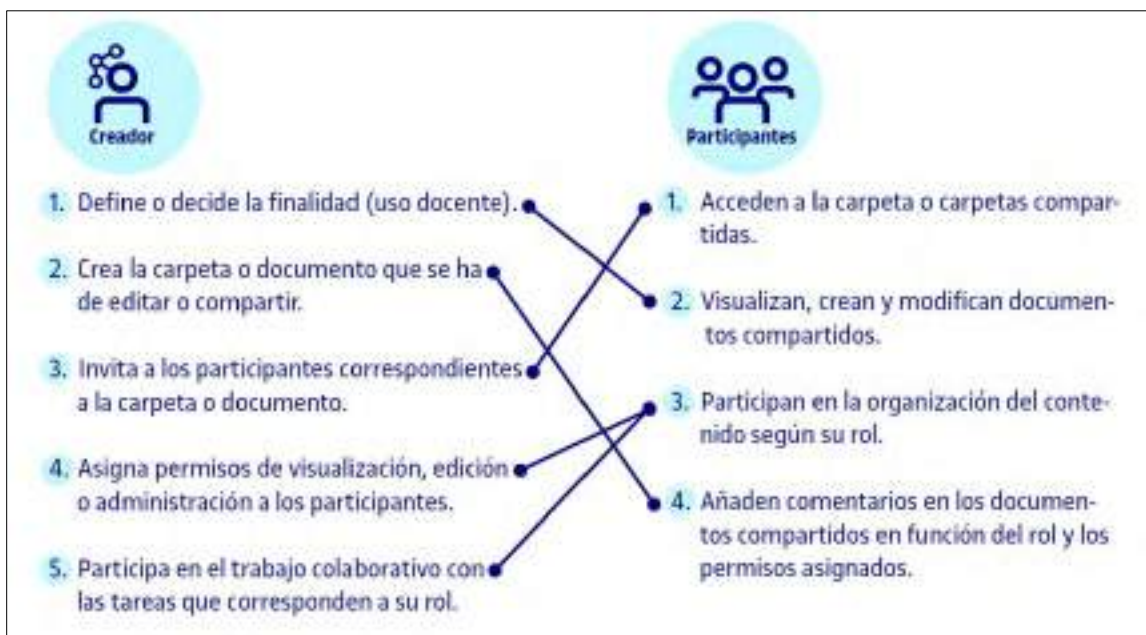 Creador
1. Define o decide la finalidad (uso docente).
2. Crea la carpeta o documento que se ha
de editar o compartir.
3. Invita a los participantes correspondientes
a la carpeta o documento.
4. Asigna permisos de visualización, edición
o administración a los participantes.
5. Participa en el trabajo colaborativo con
las tareas que corresponden a su rol.
Participantes
1. Acceden a la carpeta o carpetas compar-
tidas.
2. Visualizan, crean y modifican documen-
tos compartidos.
3. Participan en la organización del conte-
nido según su rol.
4. Añaden comentarios en los documen-
tos compartidos en función del rol y los
permisos asignados.